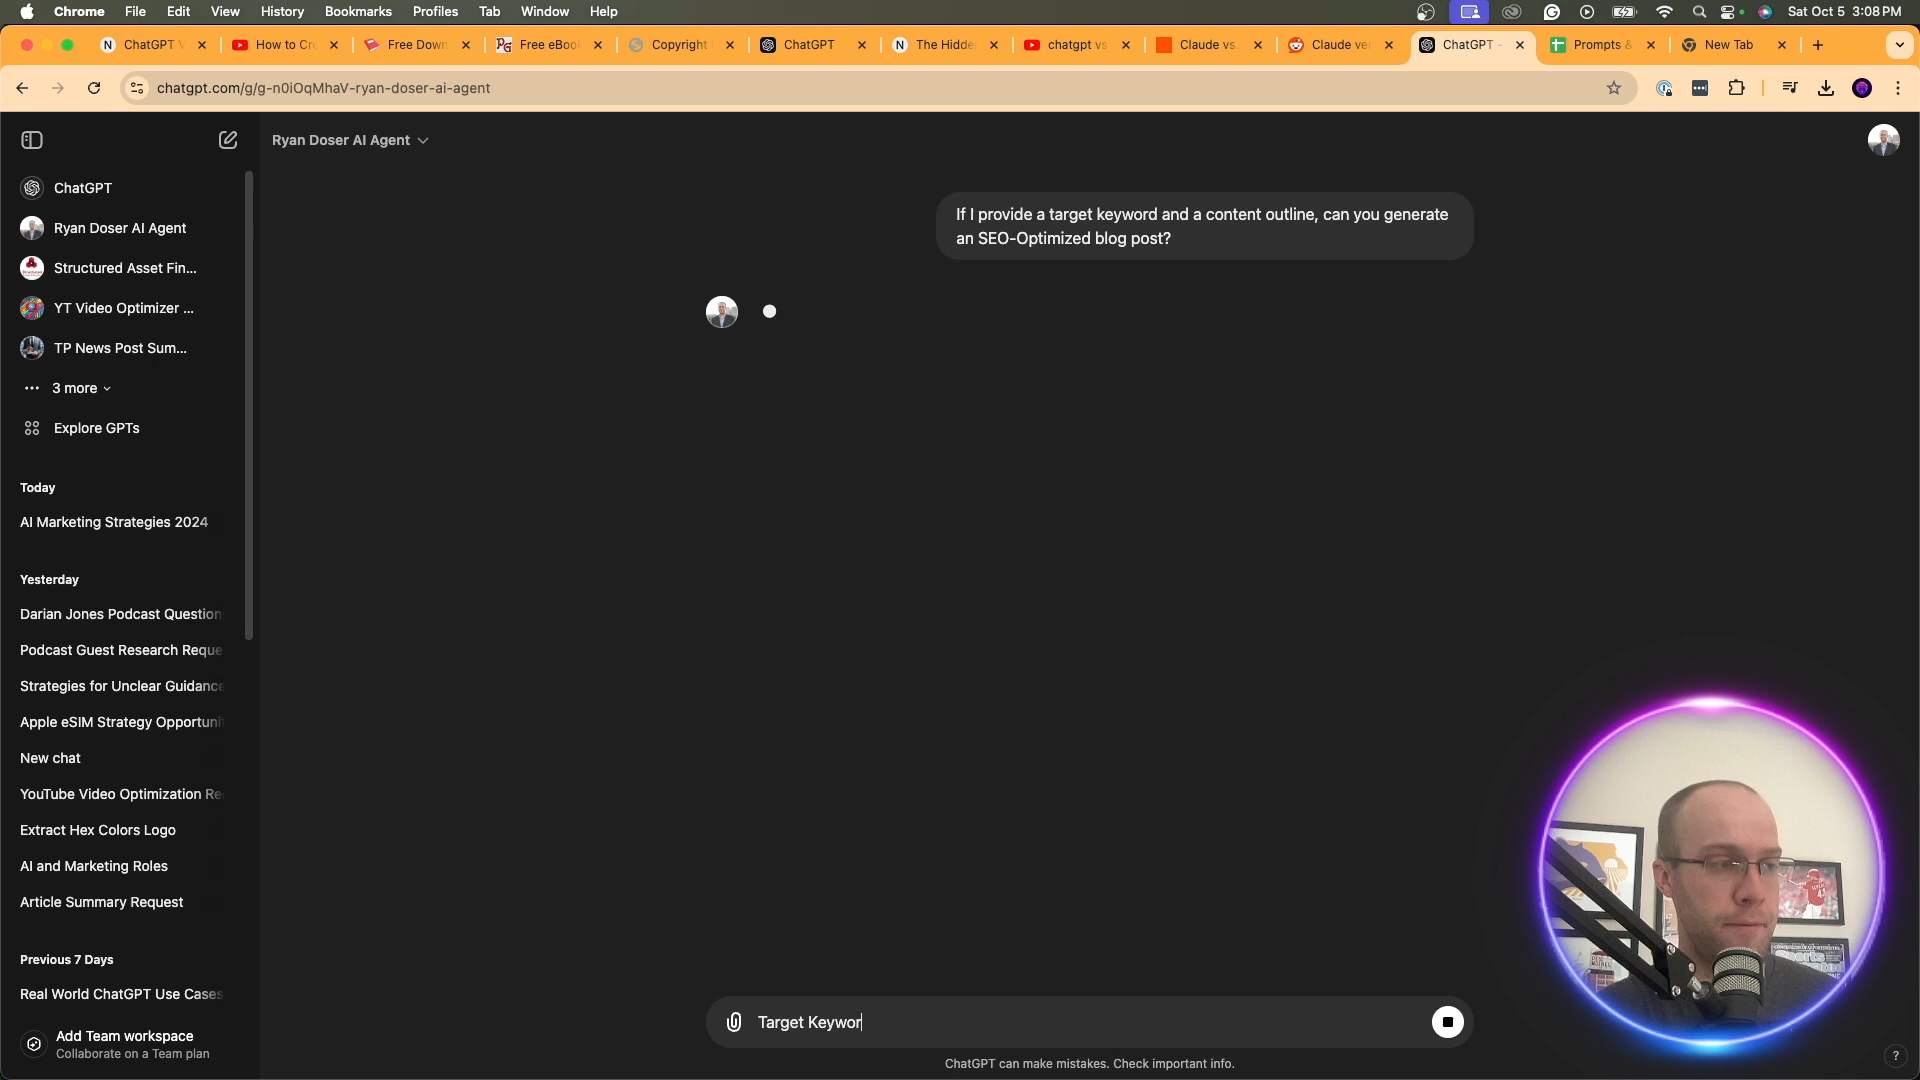 Chrome File Edit View History Bookmarks Profiles Tab Window Help Sat Oct 5 3:08 PM
ChatGPT V How to Cre Free Down Free eBook Copyright ChatGPT The Hidde chatgpt vs Claude vs. Claude ver ChatGPT - Prompts & New Tab
chatgpt.com/g/g-n0iOqMhaV-ryan-doser-ai-agent
Ryan Doser AI Agent
ChatGPT
Ryan Doser AI Agent
Structured Asset Fin...
YT Video Optimizer ...
TP News Post Sum...
3 more
Explore GPTs
Today
AI Marketing Strategies 2024
Yesterday
Darian Jones Podcast Question
Podcast Guest Research Reque
Strategies for Unclear Guidance
Apple eSIM Strategy Opportunit
New chat
YouTube Video Optimization Re
Extract Hex Colors Logo
AI and Marketing Roles
Article Summary Request
Previous 7 Days
Real World ChatGPT Use Cases
Add Team workspace
Collaborate on a Team plan
If I provide a target keyword and a content outline, can you generate
an SEO-Optimized blog post?
Target Keywor
ChatGPT can make mistakes. Check important info.
?